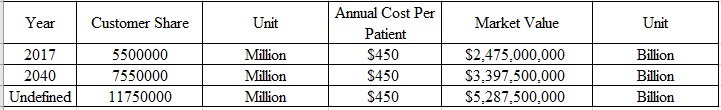 Year Customer Share Unit Annual Cost Per Patient Market Value Unit
2017 5500000 Million $450 $2,475,000,000 Billion
2040 7550000 Million $450 $3,397,500,000 Billion
Undefined 11750000 Million $450 $5,287,500,000 Billion